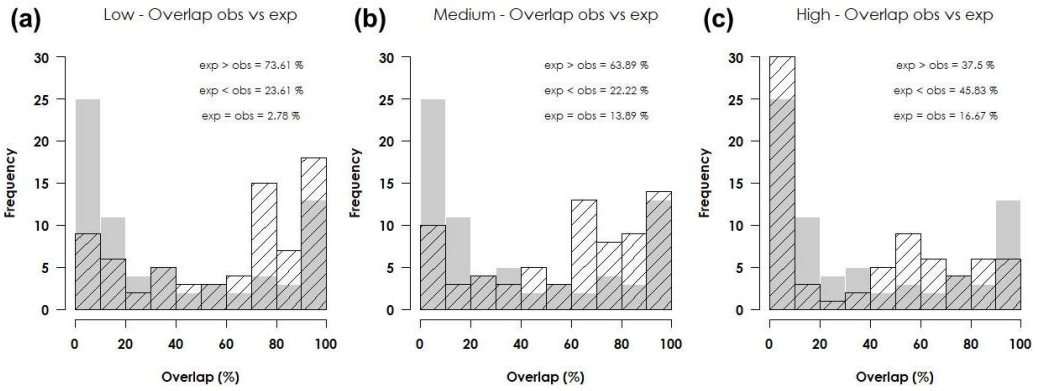 (a) Low - Overlap obs vs exp
exp > obs = 73.61 %
exp < obs = 23.61 %
exp = obs = 2.78 %
Frequency
30
25
20
15
10
5
0
0 20 40 60 80 100
Overlap (%)
(b) Medium - Overlap obs vs exp
exp > obs = 63.89 %
exp < obs = 22.22 %
exp = obs = 13.89 %
Frequency
30
25
20
15
10
5
0
0 20 40 60 80 100
Overlap (%)
(c) High - Overlap obs vs exp
exp > obs = 37.5 %
exp < obs = 45.83 %
exp = obs = 16.67 %
Frequency
30
25
20
15
10
5
0
0 20 40 60 80 100
Overlap (%)